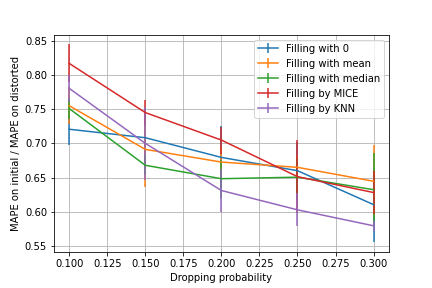 0.85
0.80
0.75
0.70
0.65
0.60
0.55
MAPE on initial / MAPE on distorted
Filling with 0
Filling with mean
Filling with median
Filling by MICE
Filling by KNN
0.100 0.125 0.150 0.175 0.200 0.225 0.250 0.275 0.300
Dropping probability